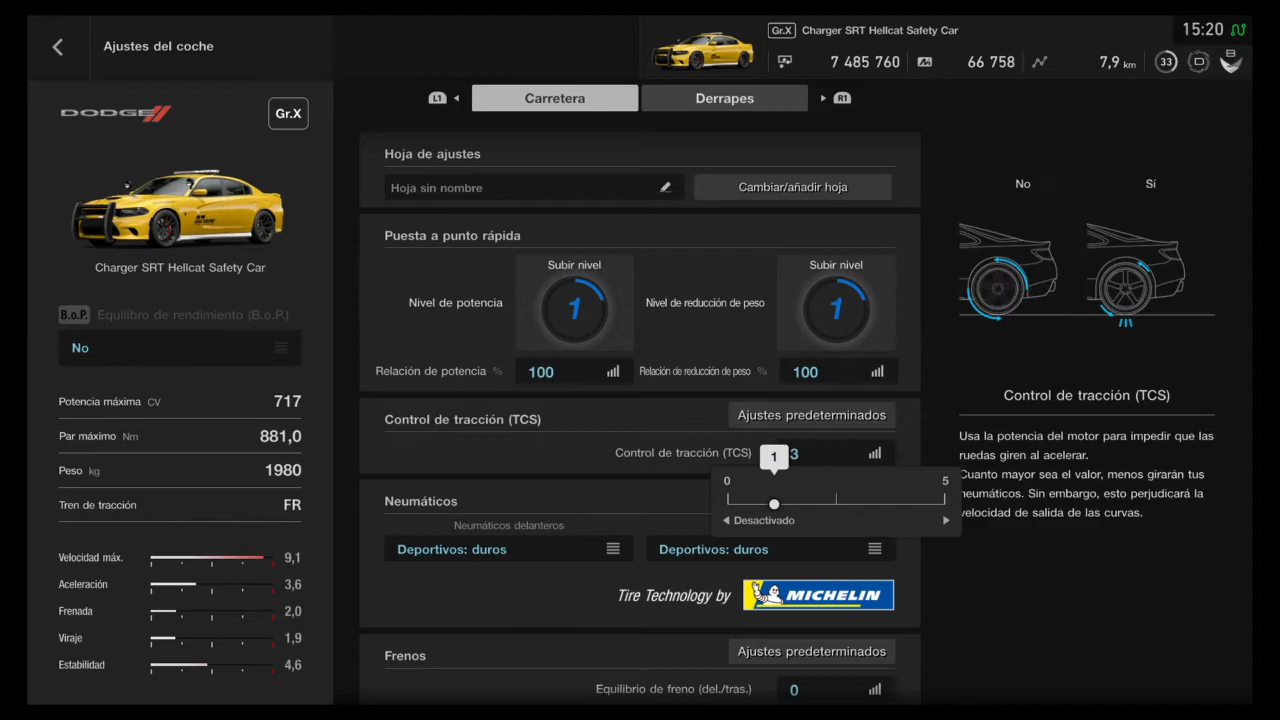 Ajustes del coche
Gr.X Charger SRT Hellcat Safety Car
7 485 760 66 758 7,9 km 33
15:20
DODGE Gr.X
Charger SRT Hellcat Safety Car
B.o.P. Equilibrio de rendimiento (B.o.P.)
No
Potencia máxima CV 717
Par máximo Nm 881,0
Peso kg 1980
Tren de tracción FR
Velocidad máx. 9,1
Aceleración 3,6
Frenada 2,0
Viraje 1,9
Estabilidad 4,6
L1 Carretera Derrapes R1
Hoja de ajustes
Hoja sin nombre Cambiar/añadir hoja
Puesta a punto rápida
Subir nivel Subir nivel
Nivel de potencia 1 Nivel de reducción de peso 1
Relación de potencia % 100 Relación de reducción de peso % 100
Control de tracción (TCS) Ajustes predeterminados
Control de tracción (TCS) 3
1
0 5
Desactivado
Neumáticos
Neumáticos delanteros
Deportivos: duros Deportivos: duros
Tire Technology by MICHELIN
Frenos Ajustes predeterminados
Equilibrio de freno (del./tras.) 0
No Sí
Control de tracción (TCS)
Usa la potencia del motor para impedir que las
ruedas giren al acelerar.
Cuanto mayor sea el valor, menos girarán tus
neumáticos. Sin embargo, esto perjudicará la
velocidad de salida de las curvas.